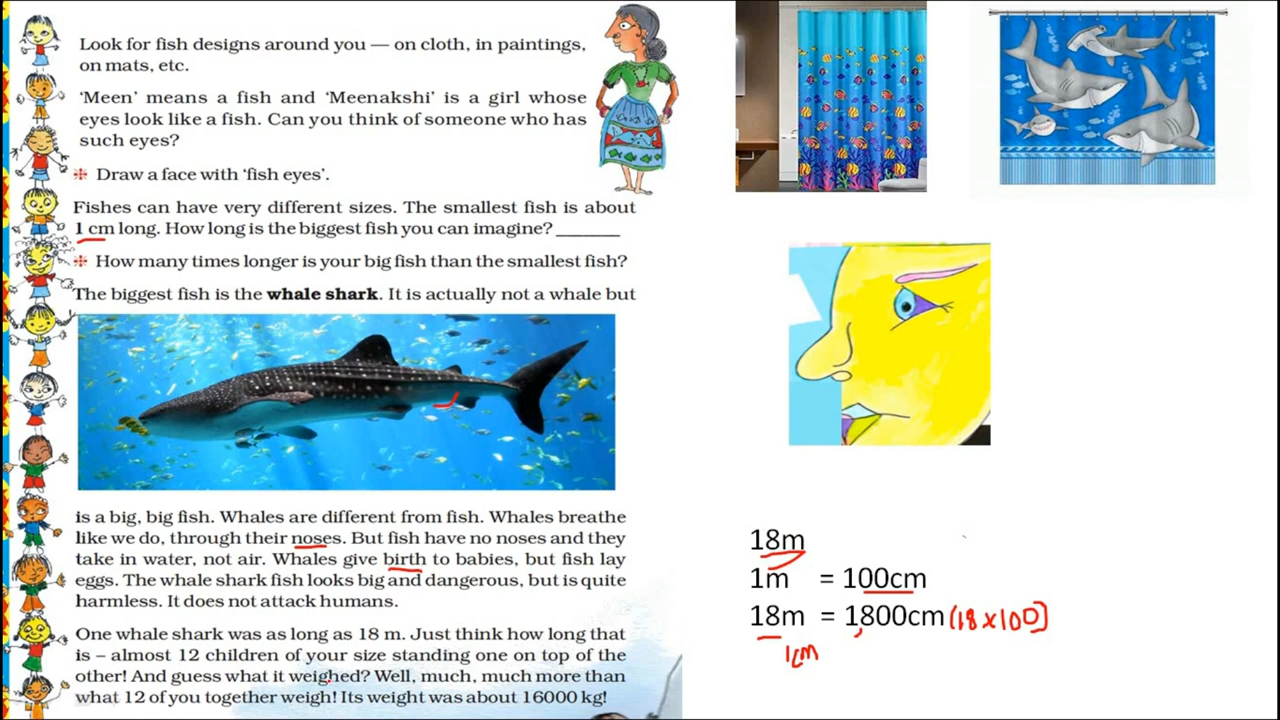 Look for fish designs around you — on cloth, in paintings,
on mats, etc.
‘Meen’ means a fish and ‘Meenakshi’ is a girl whose
eyes look like a fish. Can you think of someone who has
such eyes?
❉ Draw a face with ‘fish eyes’.
Fishes can have very different sizes. The smallest fish is about
1 cm long. How long is the biggest fish you can imagine? _______
❉ How many times longer is your big fish than the smallest fish?
The biggest fish is the whale shark. It is actually not a whale but
is a big, big fish. Whales are different from fish. Whales breathe
like we do, through their noses. But fish have no noses and they
take in water, not air. Whales give birth to babies, but fish lay
eggs. The whale shark fish looks big and dangerous, but is quite
harmless. It does not attack humans.
One whale shark was as long as 18 m. Just think how long that
is – almost 12 children of your size standing one on top of the
other! And guess what it weighed? Well, much, much more than
what 12 of you together weigh! Its weight was about 16000 kg!
18m
1m = 100cm
18m = 1800cm (18 x 100)
1cm